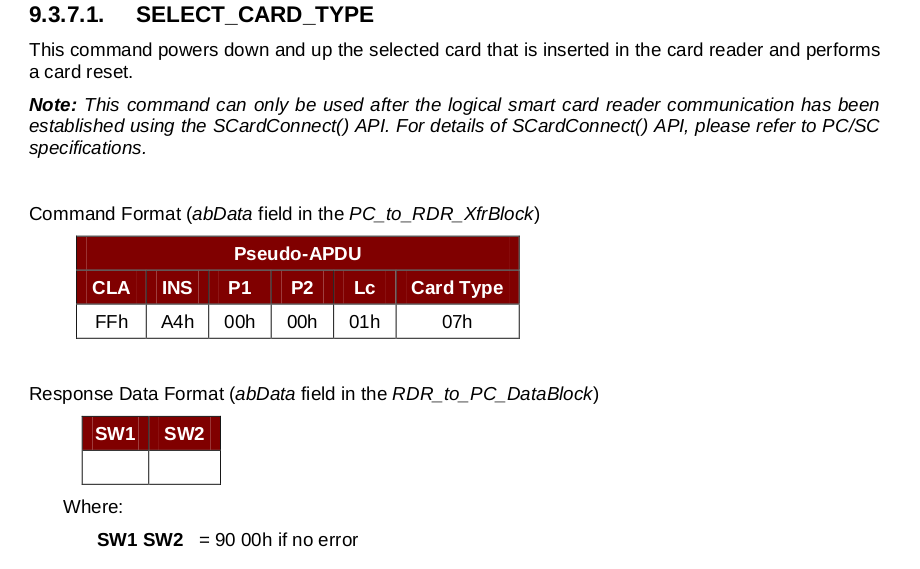 9.3.7.1. SELECT_CARD_TYPE
This command powers down and up the selected card that is inserted in the card reader and performs
a card reset.
Note: This command can only be used after the logical smart card reader communication has been
established using the SCardConnect() API. For details of SCardConnect() API, please refer to PC/SC
specifications.
Command Format (abData field in the PC_to_RDR_XfrBlock)
Pseudo-APDU
CLA INS P1 P2 Lc Card Type
FFh A4h 00h 00h 01h 07h
Response Data Format (abData field in the RDR_to_PC_DataBlock)
SW1 SW2
Where:
SW1 SW2 = 90 00h if no error